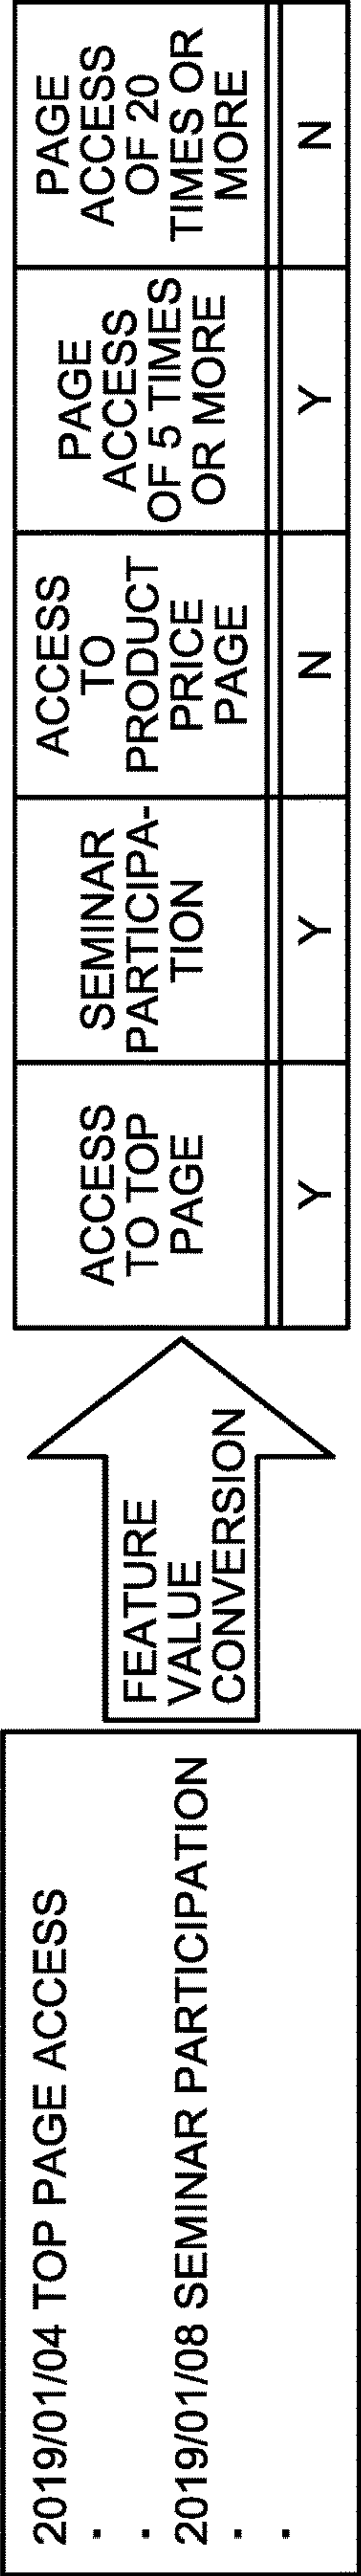 2019/01/04 TOP PAGE ACCESS
.
.
2019/01/08 SEMINAR PARTICIPATION
.
.
FEATURE
VALUE
CONVERSION
ACCESS
TO TOP
PAGE
SEMINAR
PARTICIPA-
TION
ACCESS
TO
PRODUCT
PRICE
PAGE
PAGE
ACCESS
OF 5 TIMES
OR MORE
PAGE
ACCESS
OF 20
TIMES OR
MORE
Y
Y
N
Y
N